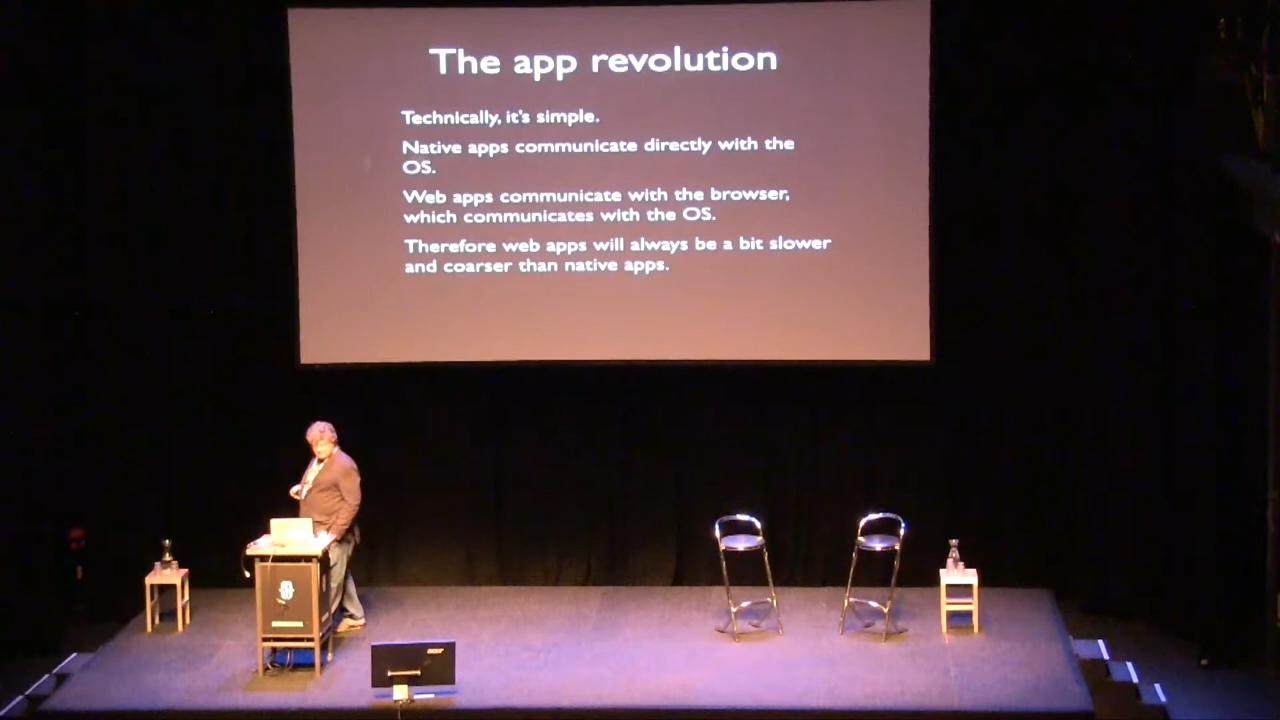 The app revolution
Technically, it's simple.
Native apps communicate directly with the
OS.
Web apps communicate with the browser,
which communicates with the OS.
Therefore web apps will always be a bit slower
and coarser than native apps.
acer